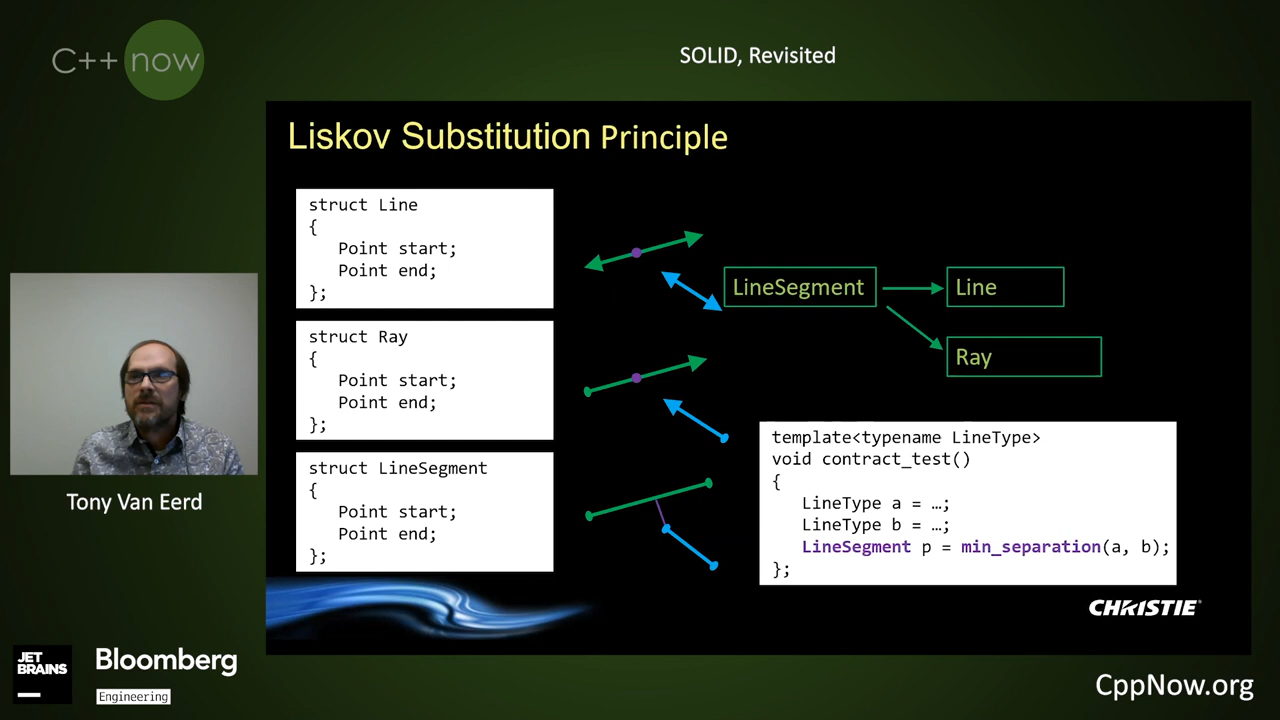 C++ now
SOLID, Revisited
Liskov Substitution Principle
struct Line
{
Point start;
Point end;
};
struct Ray
{
Point start;
Point end;
};
struct LineSegment
{
Point start;
Point end;
};
LineSegment
Line
Ray
template<typename LineType>
void contract_test()
{
LineType a = …;
LineType b = …;
LineSegment p = min_separation(a, b);
};
CHRISTIE®
Tony Van Eerd
JET
BRAINS
Bloomberg
Engineering
CppNow.org